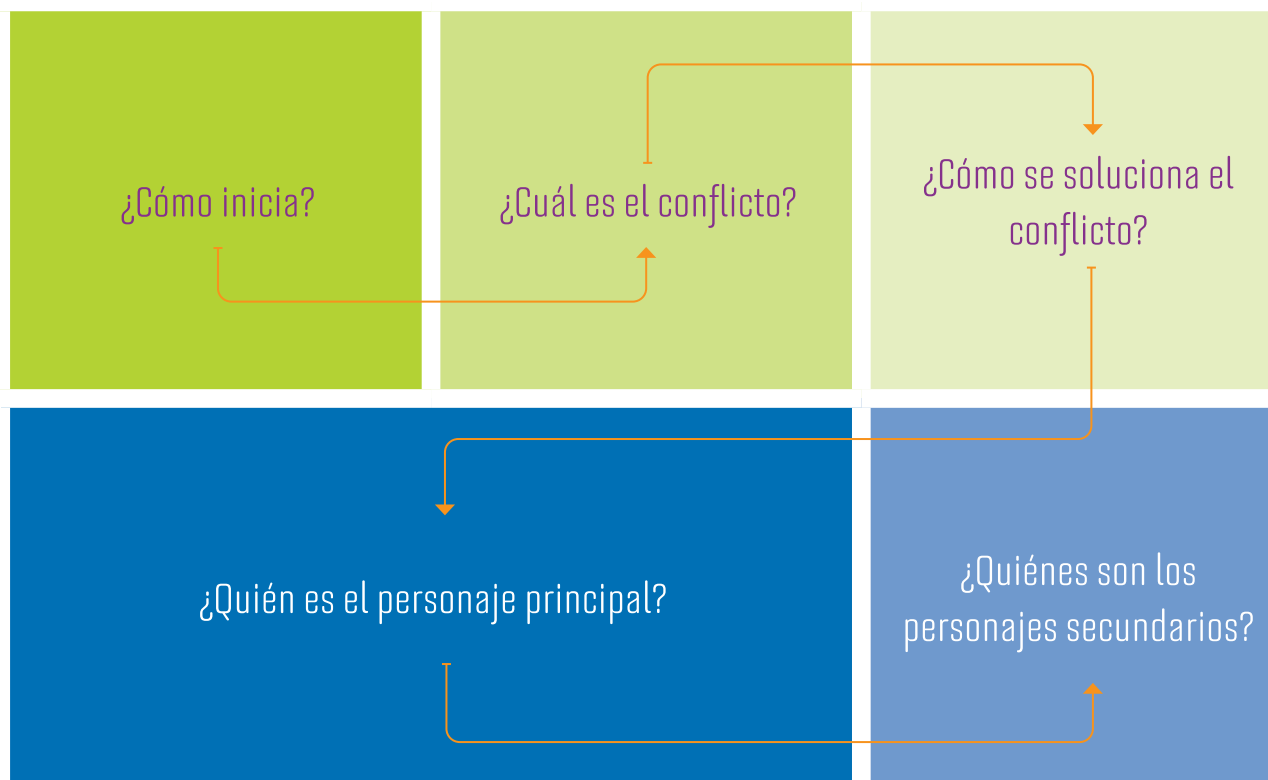 ¿Cómo inicia?
¿Cuál es el conflicto?
¿Cómo se soluciona el
conflicto?
¿Quién es el personaje principal?
¿Quiénes son los
personajes secundarios?